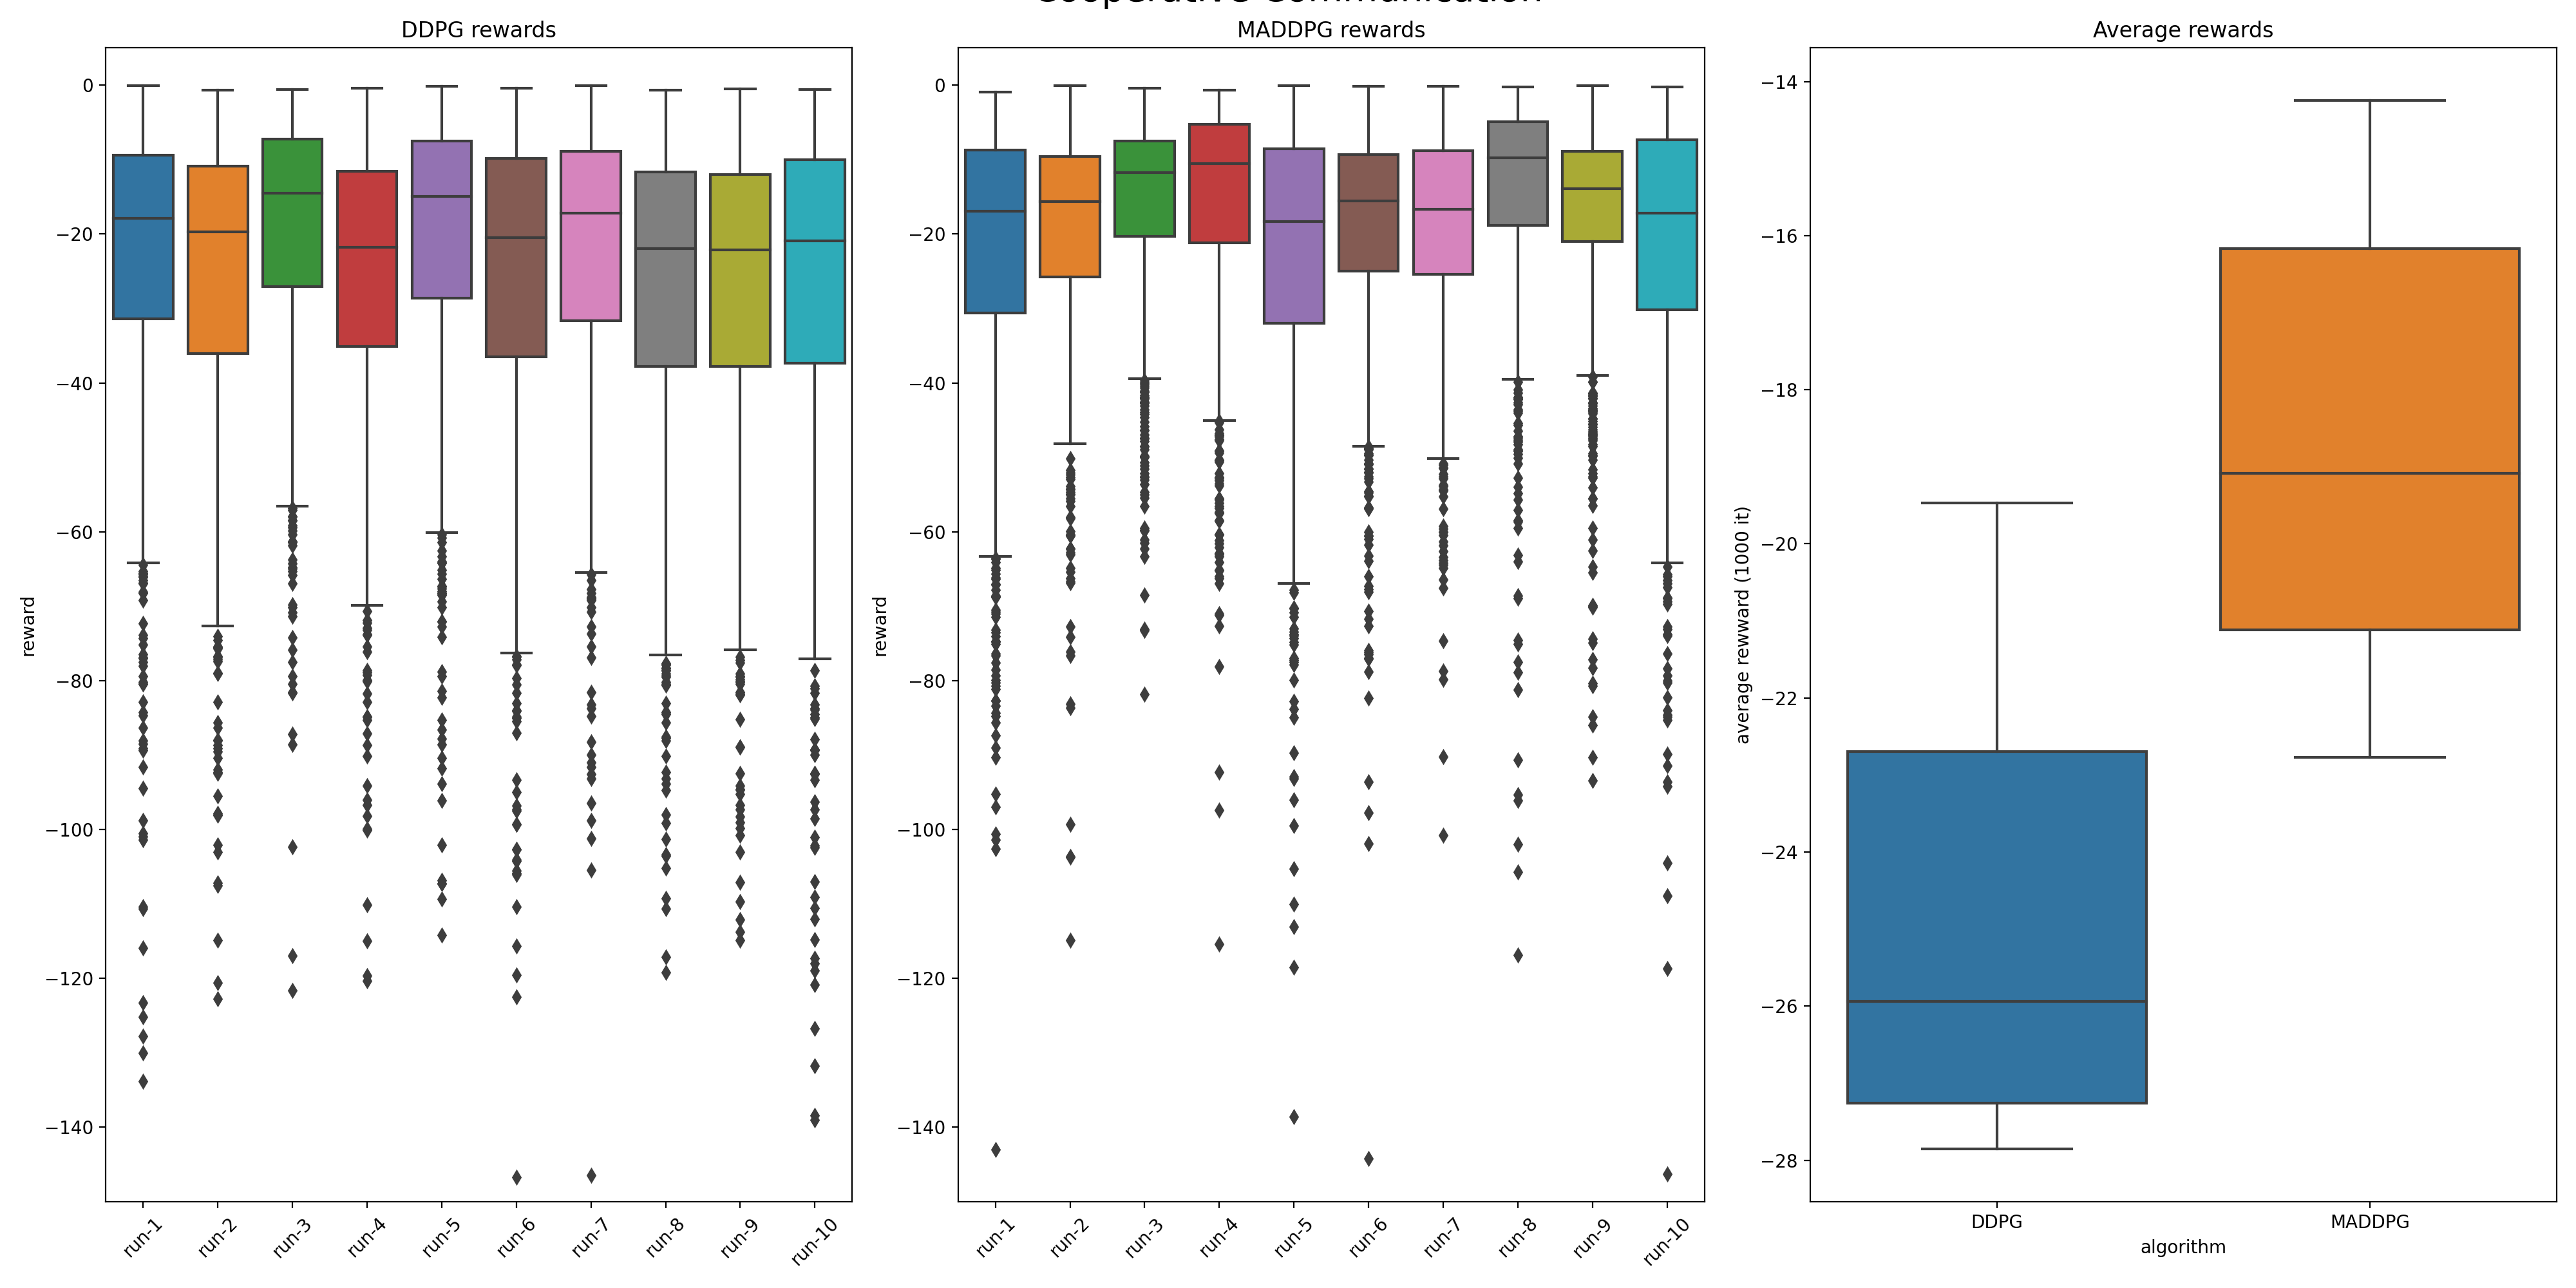 Cooperative Communication
DDPG rewards
MADDPG rewards
Average rewards
reward
0
−20
−40
−60
−80
−100
−120
−140
run-1
run-2
run-3
run-4
run-5
run-6
run-7
run-8
run-9
run-10
reward
0
−20
−40
−60
−80
−100
−120
−140
run-1
run-2
run-3
run-4
run-5
run-6
run-7
run-8
run-9
run-10
average rewward (1000 it)
−14
−16
−18
−20
−22
−24
−26
−28
DDPG
MADDPG
algorithm